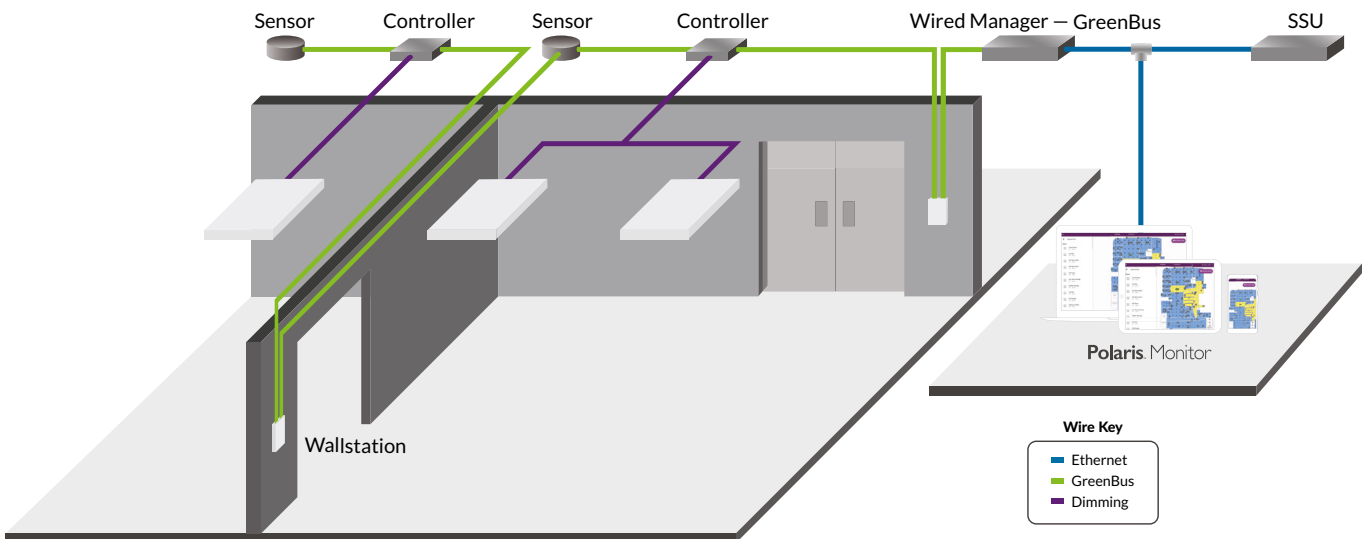 Sensor
Controller
Sensor
Controller
Wired Manager – GreenBus
SSU
Wallstation
Polaris. Monitor
Wire Key
Ethernet
GreenBus
Dimming